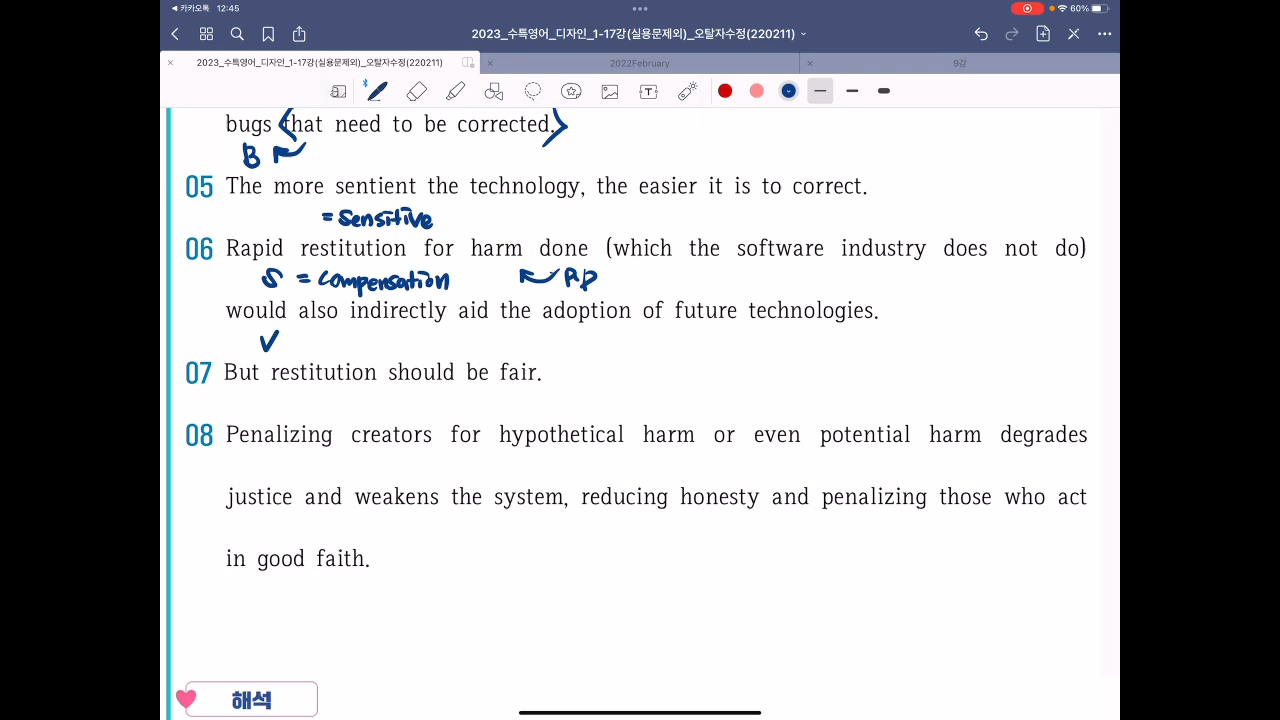 카카오톡 12:45
60%
2023_수특영어_디자인_1-17강(실용문제외)_오탈자수정(220211)
2023_수특영어_디자인_1-17강(실용문제외)_오탈자수정(220211)
2022February
9강
bugs that need to be corrected.
B
05 The more sentient the technology, the easier it is to correct.
= sensitive
06 Rapid restitution for harm done (which the software industry does not do)
S = compensation
P.P
would also indirectly aid the adoption of future technologies.
V
07 But restitution should be fair.
08 Penalizing creators for hypothetical harm or even potential harm degrades
justice and weakens the system, reducing honesty and penalizing those who act
in good faith.
해석